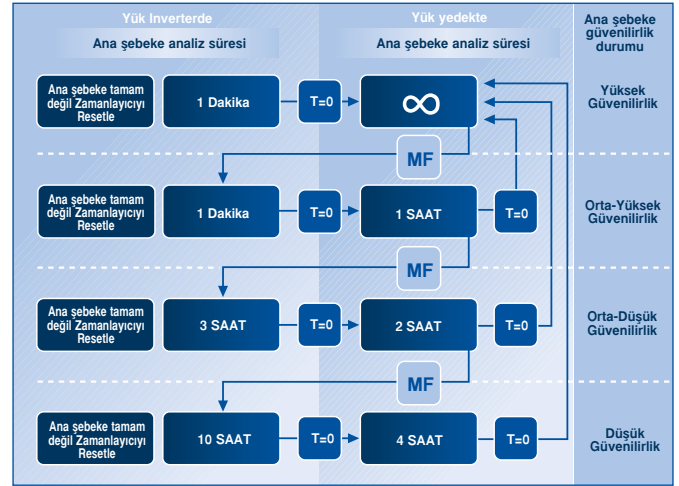 Yük Inverterde
Yük yedekte
Ana şebeke
güvenilirlik
durumu
Ana şebeke analiz süresi
Ana şebeke analiz süresi
Ana şebeke tamam
değil Zamanlayıcıyı
Resetle
1 Dakika
T=0
∞
Yüksek
Güvenilirlik
MF
Ana şebeke tamam
değil Zamanlayıcıyı
Resetle
1 Dakika
T=0
1 SAAT
T=0
Orta-Yüksek
Güvenilirlik
MF
Ana şebeke tamam
değil Zamanlayıcıyı
Resetle
3 SAAT
T=0
2 SAAT
T=0
Orta-Düşük
Güvenilirlik
MF
Ana şebeke tamam
değil Zamanlayıcıyı
Resetle
10 SAAT
T=0
4 SAAT
T=0
Düşük
Güvenilirlik